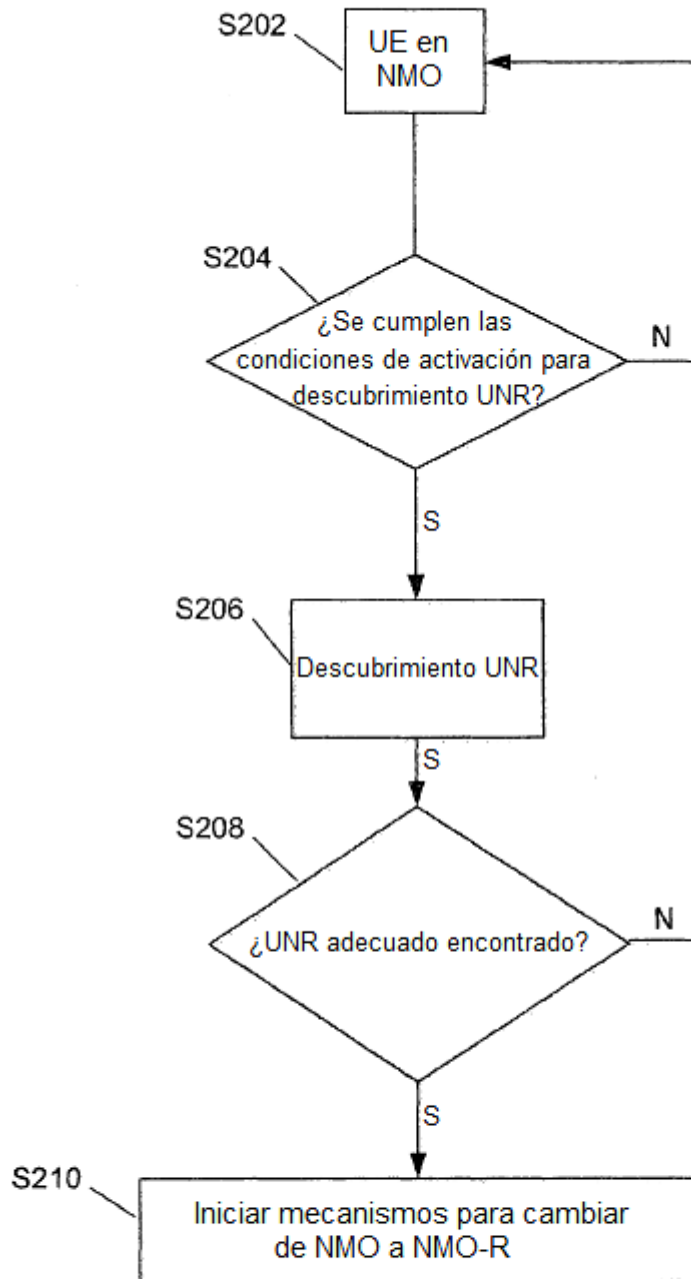 S202
UE en
NMO
S204
¿Se cumplen las
condiciones de activación para
descubrimiento UNR?
N
S
S206
Descubrimiento UNR
S
S208
¿UNR adecuado encontrado?
N
S
S210
Iniciar mecanismos para cambiar
de NMO a NMO-R